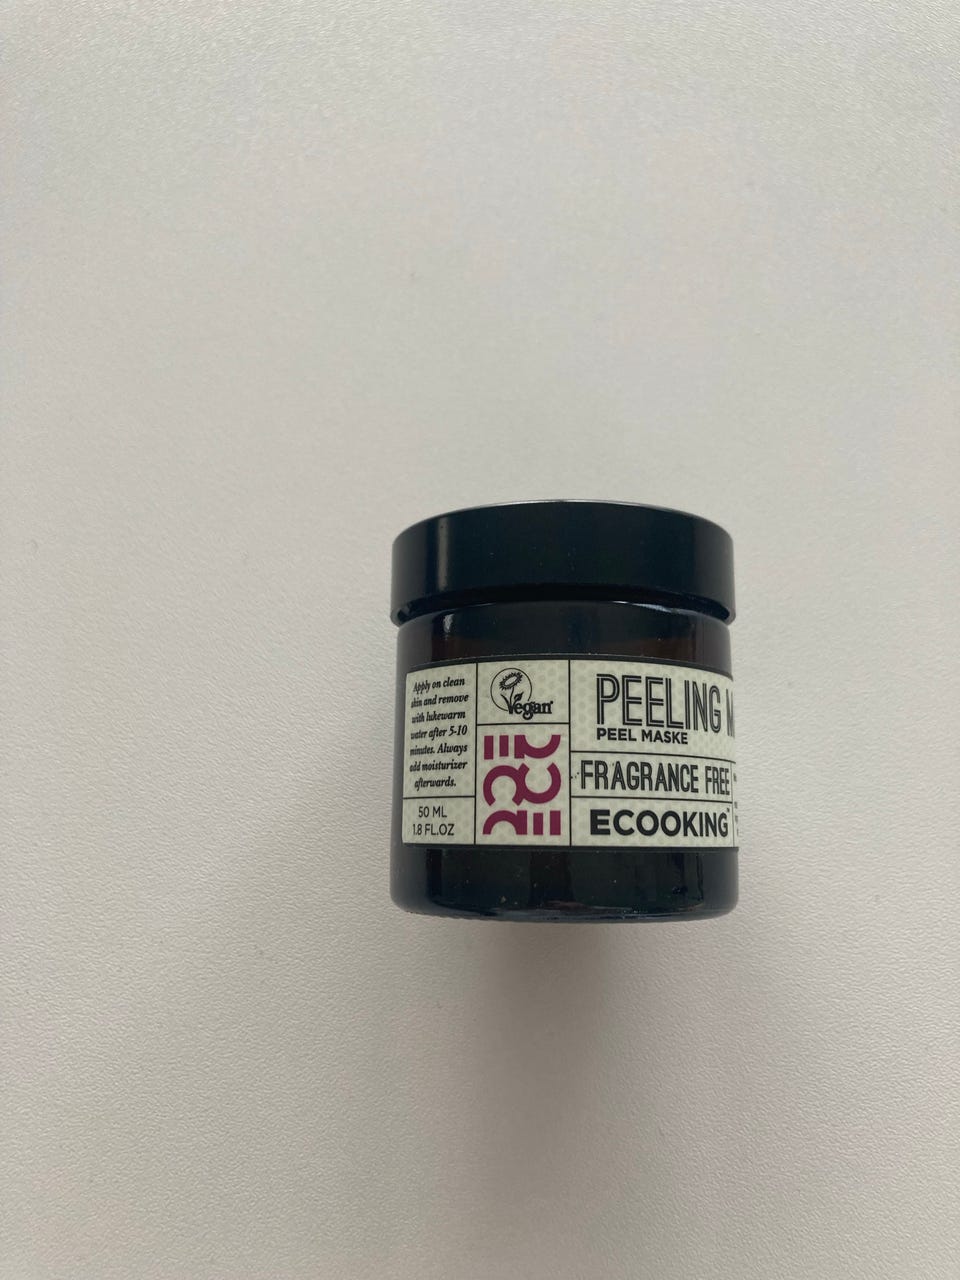 Apply on clean
skin and remove
with lukewarm
water after 5-10
minutes. Always
add moisturizer
afterwards.
50 ML
1.8 FL.OZ
Vegan
PEELING M
PEEL MASKE
FRAGRANCE FREE
ECOOKING™